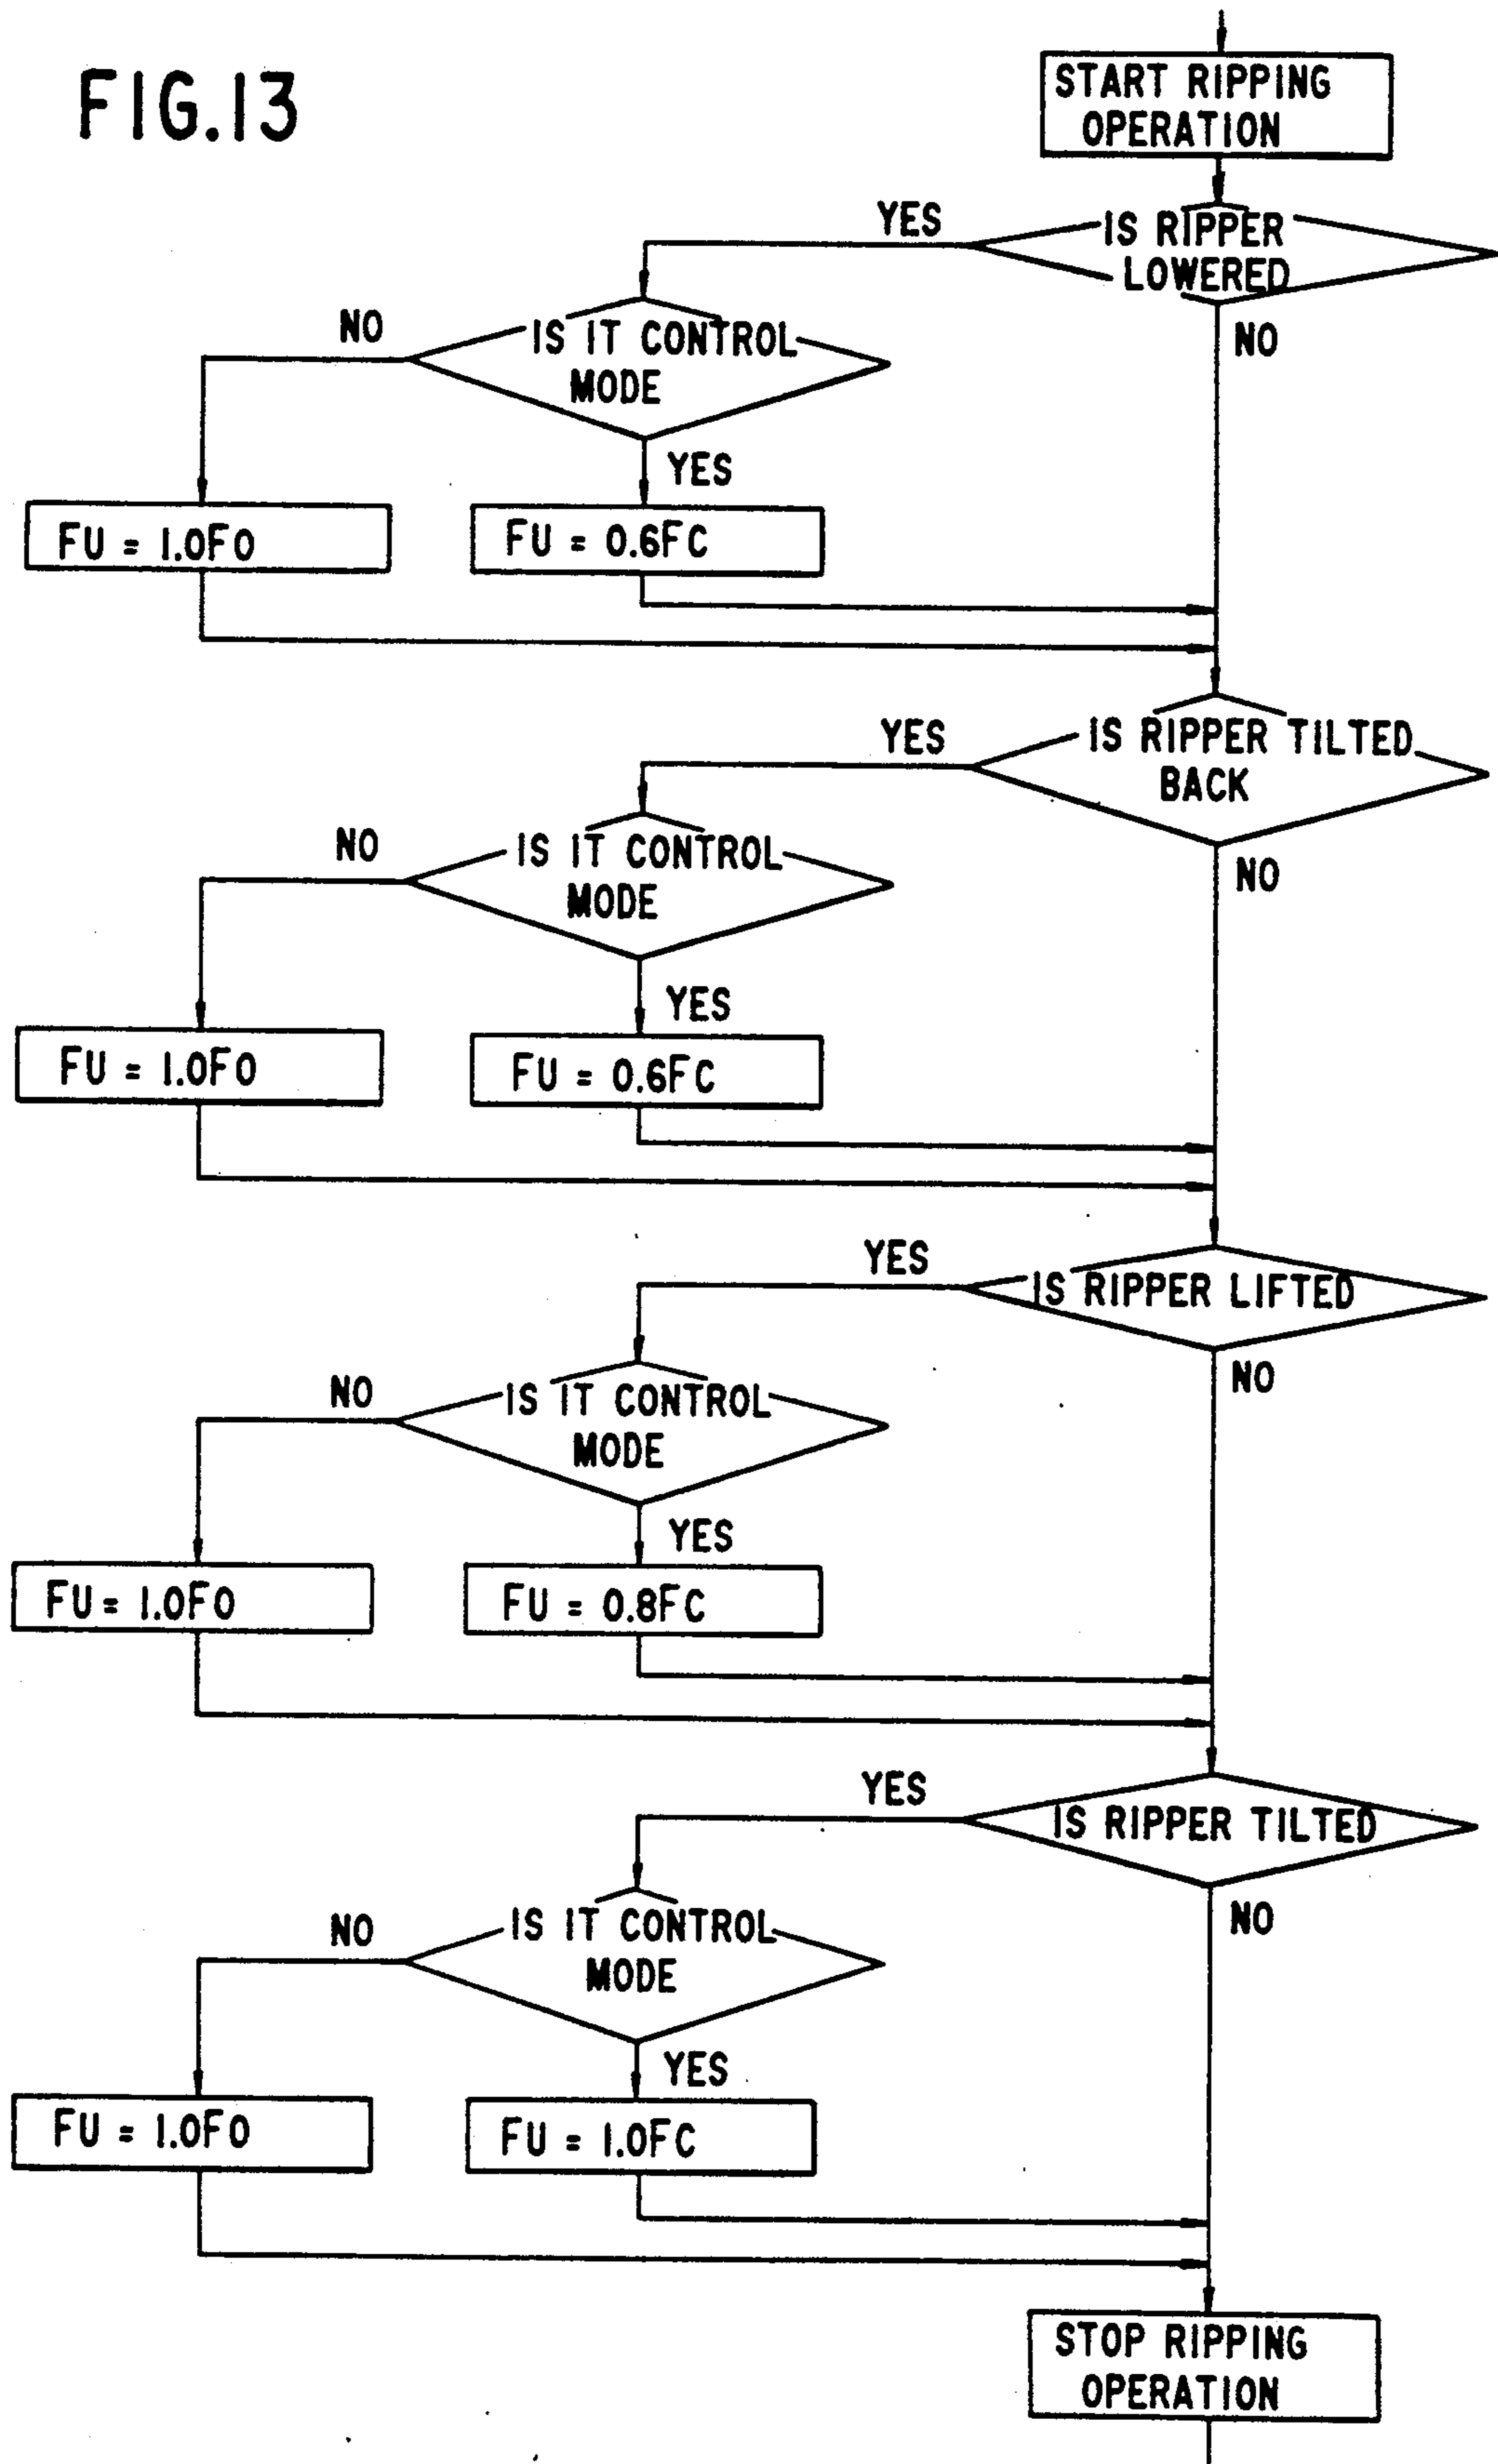 FIG.13
START RIPPING
OPERATION
IS RIPPER
LOWERED
YES
NO
IS IT CONTROL
MODE
NO
YES
FU = 1.0FO
FU = 0.6FC
IS RIPPER TILTED
BACK
YES
NO
IS IT CONTROL
MODE
NO
YES
FU = 1.0FO
FU = 0.6FC
IS RIPPER LIFTED
YES
NO
IS IT CONTROL
MODE
NO
YES
FU = 1.0FO
FU = 0.8FC
IS RIPPER TILTED
YES
NO
IS IT CONTROL
MODE
NO
YES
FU = 1.0FO
FU = 1.0FC
STOP RIPPING
OPERATION